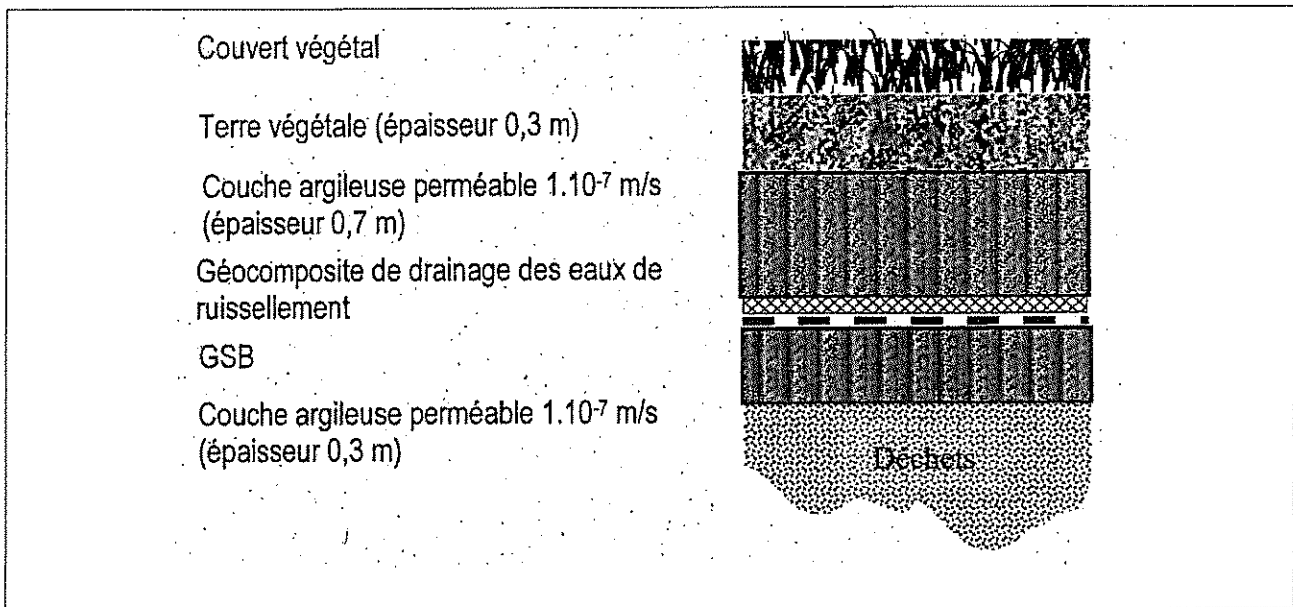 Couvert végétal
Terre végétale (épaisseur 0,3 m)
Couche argileuse perméable 1.10⁻⁷ m/s
(épaisseur 0,7 m)
Géocomposite de drainage des eaux de
ruissellement
GSB
Couche argileuse perméable 1.10⁻⁷ m/s
(épaisseur 0,3 m)
Déchets